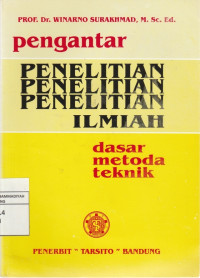 PROF. Dr. WINARNO SURAKHMAD, M. Sc. Ed.
pengantar
PENELITIAN
PENELITIAN
PENELITIAN
ILMIAH
dasar
metoda
teknik
PENERBIT "TARSITO" BANDUNG